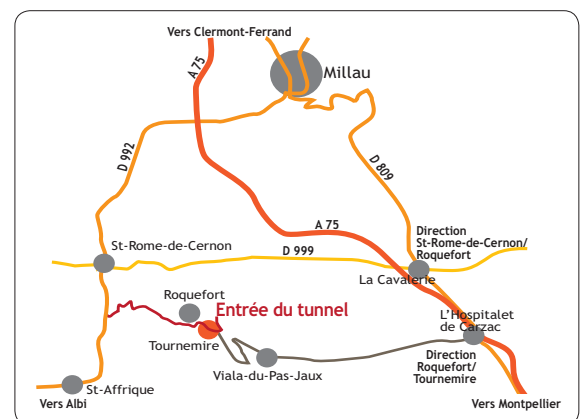 Vers Clermont-Ferrand
A 75
Millau
D 992
D 809
A 75
Direction
St-Rome-de-Cernon/
Roquefort
St-Rome-de-Cernon
D 999
La Cavalerie
Roquefort
Entrée du tunnel
L'Hospitalet
de Carzac
Tournemire
Viala-du-Pas-Jaux
Direction
Roquefort/
Tournemire
St-Affrique
Vers Albi
Vers Montpellier